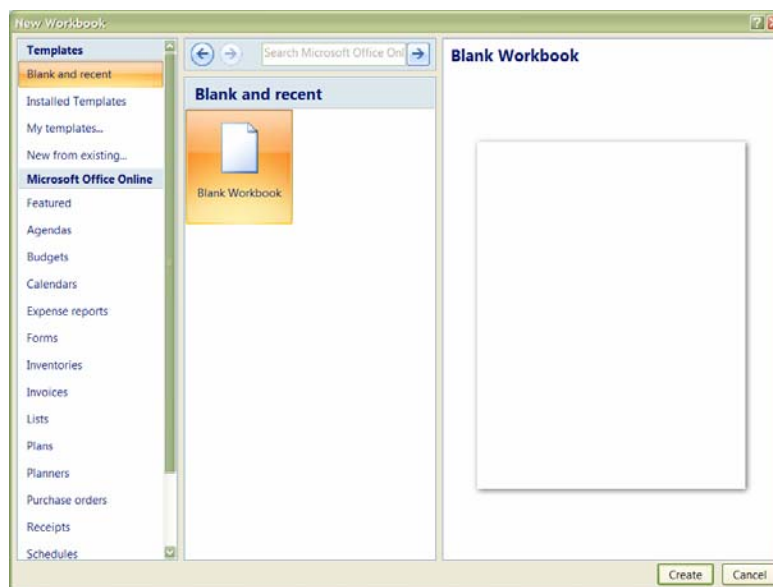 New Workbook
Templates
Blank and recent
Installed Templates
My templates...
New from existing...
Microsoft Office Online
Featured
Agendas
Budgets
Calendars
Expense reports
Forms
Inventories
Invoices
Lists
Plans
Planners
Purchase orders
Receipts
Schedules
Search Microsoft Office Onl
Blank and recent
Blank Workbook
Blank Workbook
Create
Cancel